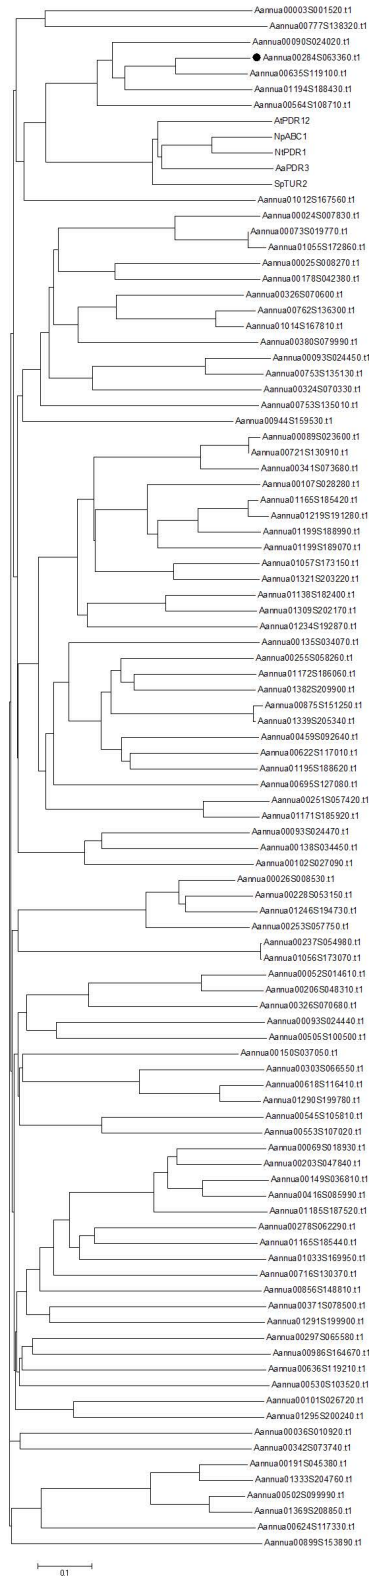 Aannua00003S001520.t1
Aannua00777S138320.t1
Aannua00090S024020.t1
Aannua00284S063360.t1
Aannua00635S119100.t1
Aannua01194S188430.t1
Aannua00564S108710.t1
AtPDR12
NpABC1
NtPDR1
AaPDR3
SpTUR2
Aannua01012S167560.t1
Aannua00024S007830.t1
Aannua00073S019770.t1
Aannua01055S172860.t1
Aannua00025S008270.t1
Aannua00178S042380.t1
Aannua00326S070600.t1
Aannua00762S136300.t1
Aannua01014S167810.t1
Aannua00380S079990.t1
Aannua00093S024450.t1
Aannua00753S135130.t1
Aannua00324S070330.t1
Aannua00753S135010.t1
Aannua00944S159530.t1
Aannua00089S023600.t1
Aannua00721S130910.t1
Aannua00341S073680.t1
Aannua00107S028280.t1
Aannua01165S185420.t1
Aannua01219S191280.t1
Aannua01199S188990.t1
Aannua01199S189070.t1
Aannua01057S173150.t1
Aannua01321S203220.t1
Aannua01138S182400.t1
Aannua01309S202170.t1
Aannua01234S192870.t1
Aannua00135S034070.t1
Aannua00255S058260.t1
Aannua01172S186060.t1
Aannua01382S209900.t1
Aannua00875S151250.t1
Aannua01339S205340.t1
Aannua00459S092640.t1
Aannua00622S117010.t1
Aannua01195S188620.t1
Aannua00695S127080.t1
Aannua00251S057420.t1
Aannua01171S185920.t1
Aannua00093S024470.t1
Aannua00138S034450.t1
Aannua00102S027090.t1
Aannua00026S008530.t1
Aannua00228S053150.t1
Aannua01246S194730.t1
Aannua00253S057750.t1
Aannua00237S054980.t1
Aannua01056S173070.t1
Aannua00052S014610.t1
Aannua00206S048310.t1
Aannua00326S070680.t1
Aannua00093S024440.t1
Aannua00505S100500.t1
Aannua00150S037050.t1
Aannua00303S066550.t1
Aannua00618S116410.t1
Aannua01290S199780.t1
Aannua00545S105810.t1
Aannua00553S107020.t1
Aannua00069S018930.t1
Aannua00203S047840.t1
Aannua00149S036810.t1
Aannua00416S085990.t1
Aannua01185S187520.t1
Aannua00278S062290.t1
Aannua01165S185440.t1
Aannua01033S169950.t1
Aannua00716S130370.t1
Aannua00856S148810.t1
Aannua00371S078500.t1
Aannua01291S199900.t1
Aannua00297S065580.t1
Aannua00986S164670.t1
Aannua00636S119210.t1
Aannua00530S103520.t1
Aannua00101S026720.t1
Aannua01295S200240.t1
Aannua00036S010920.t1
Aannua00342S073740.t1
Aannua00191S045380.t1
Aannua01333S204760.t1
Aannua00502S099990.t1
Aannua01369S208850.t1
Aannua00624S117330.t1
Aannua00899S153890.t1
0.1